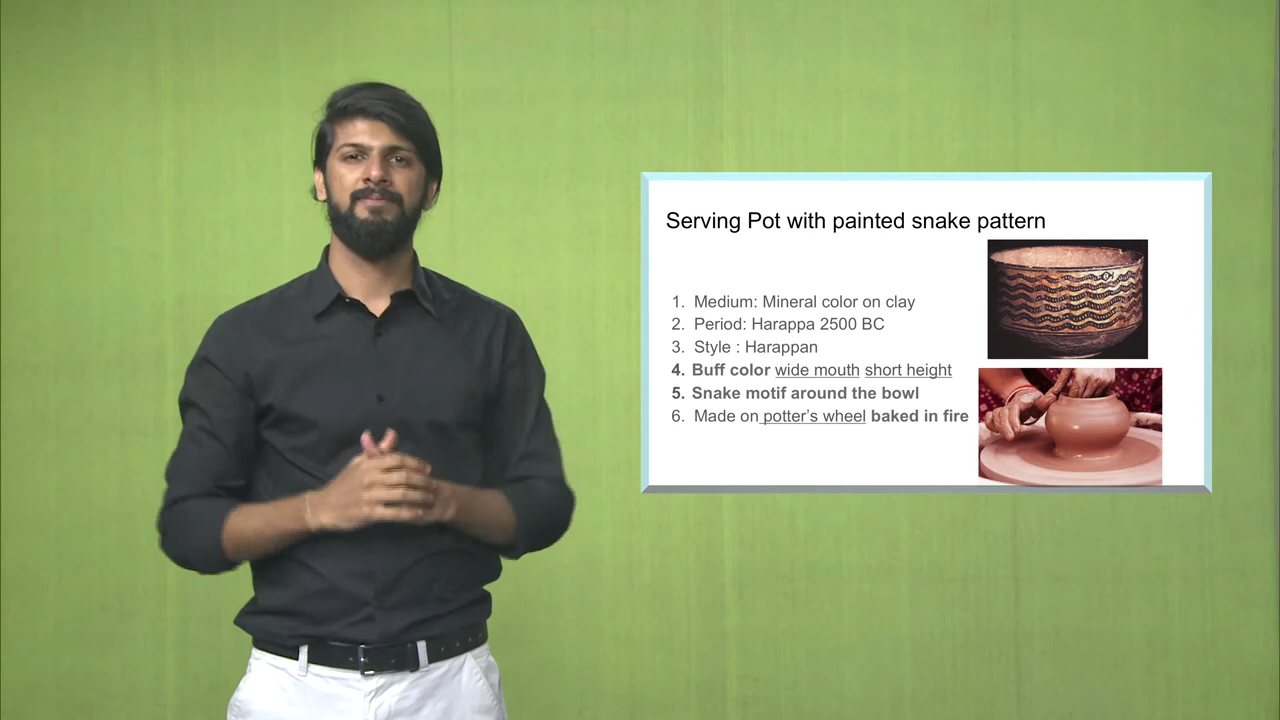 Serving Pot with painted snake pattern
1. Medium: Mineral color on clay
2. Period: Harappa 2500 BC
3. Style : Harappan
4. Buff color wide mouth short height
5. Snake motif around the bowl
6. Made on potter's wheel baked in fire